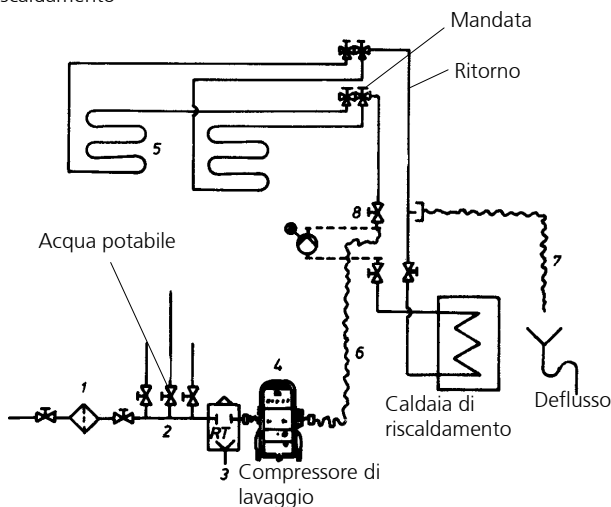 Mandata
Ritorno
5
8
Acqua potabile
7
6
4
1
Caldaia di
riscaldamento
Deflusso
2
RT
3
Compressore di
lavaggio